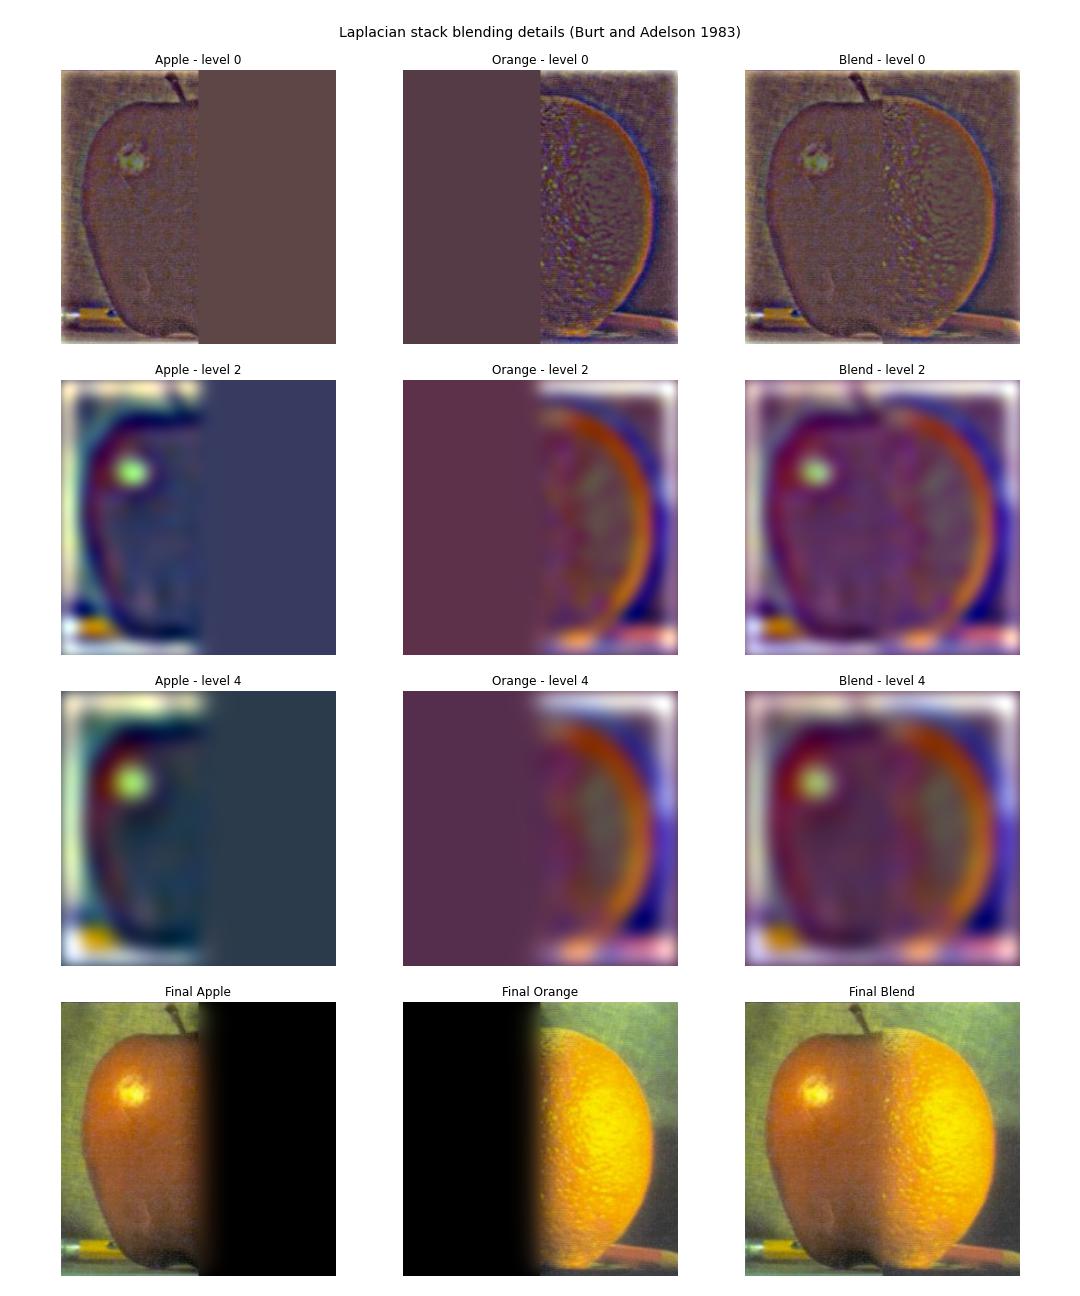 Laplacian stack blending details (Burt and Adelson 1983)
Apple - level 0
Orange - level 0
Blend - level 0
Apple - level 2
Orange - level 2
Blend - level 2
Apple - level 4
Orange - level 4
Blend - level 4
Final Apple
Final Orange
Final Blend